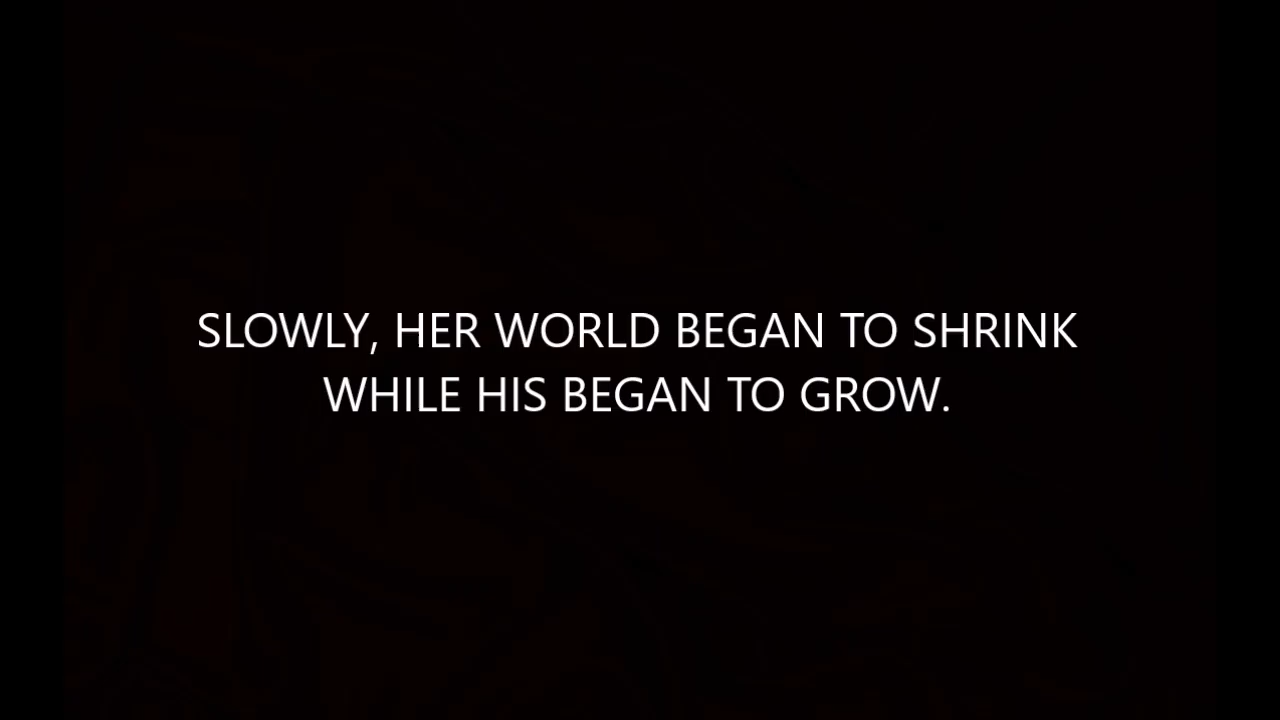 SLOWLY, HER WORLD BEGAN TO SHRINK
WHILE HIS BEGAN TO GROW.